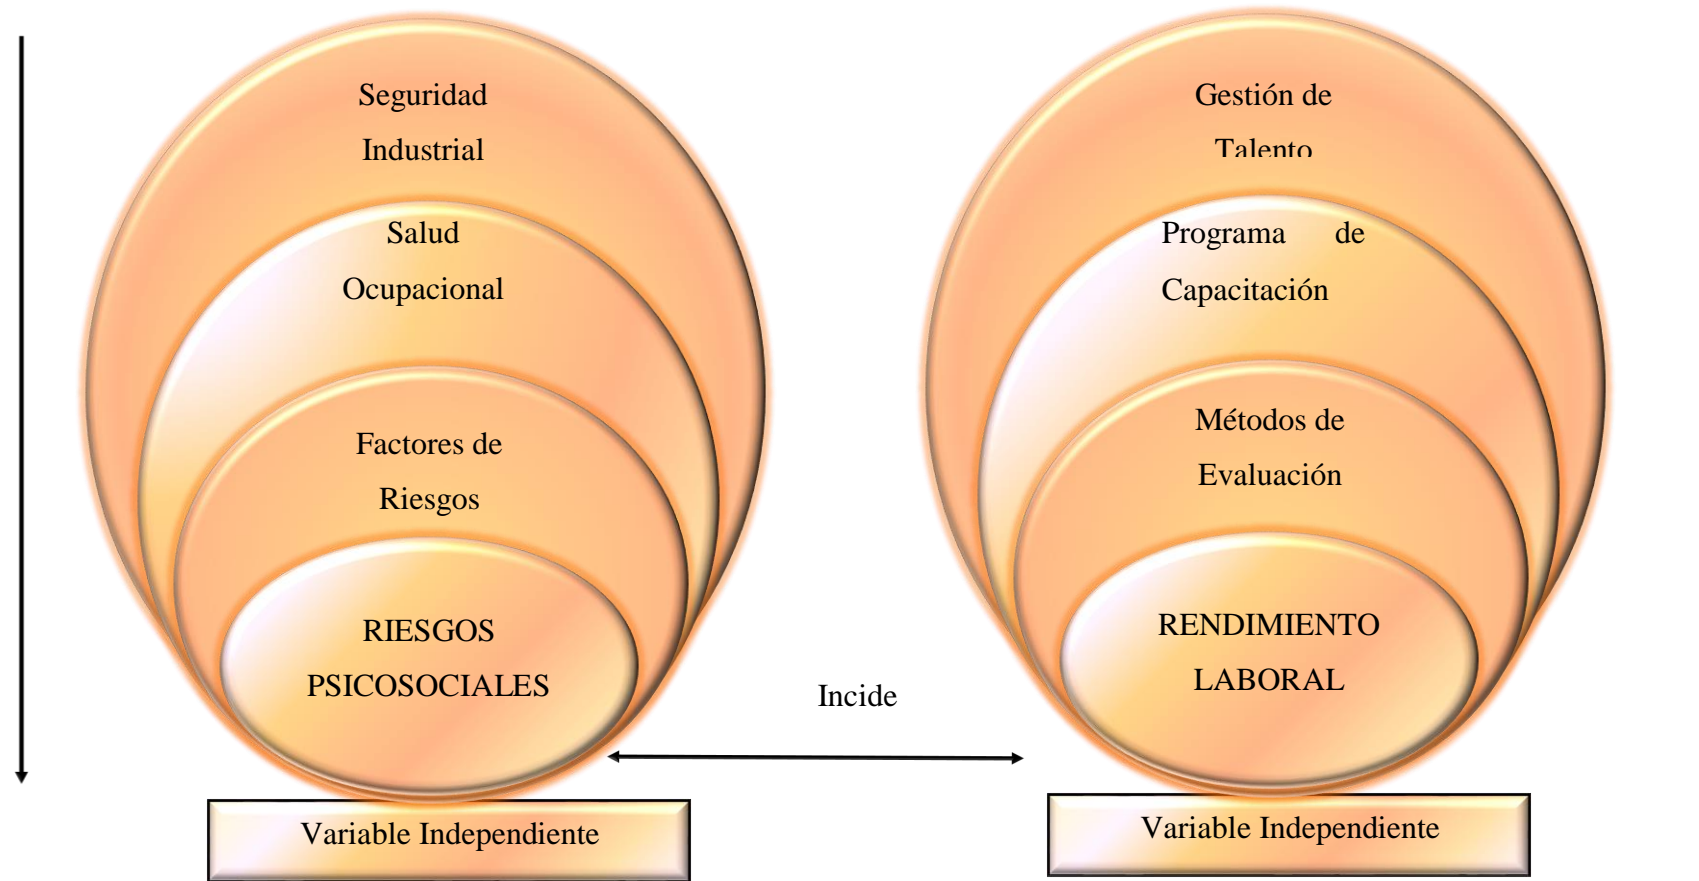 Seguridad
Industrial
Salud
Ocupacional
Factores de
Riesgos
RIESGOS
PSICOSOCIALES
Variable Independiente
Incide
Gestión de
Talento
Programa de
Capacitación
Métodos de
Evaluación
RENDIMIENTO
LABORAL
Variable Independiente